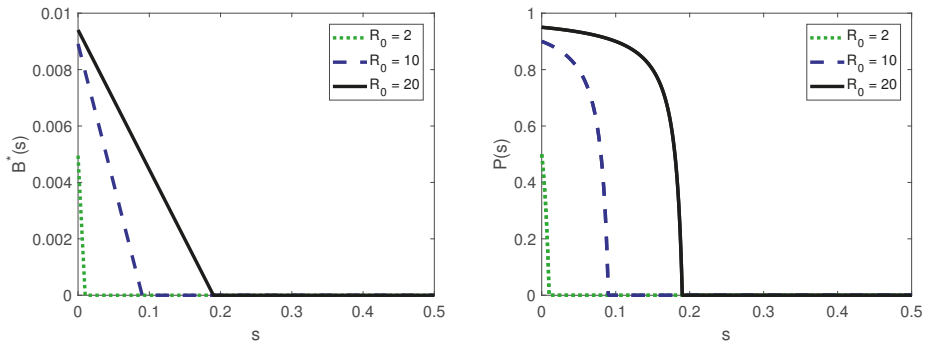 0.01
0.008
0.006
0.004
0.002
0
B*(s)
0 0.1 0.2 0.3 0.4 0.5
s
R0 = 2
R0 = 10
R0 = 20
1
0.8
0.6
0.4
0.2
0
P(s)
0 0.1 0.2 0.3 0.4 0.5
s
R0 = 2
R0 = 10
R0 = 20